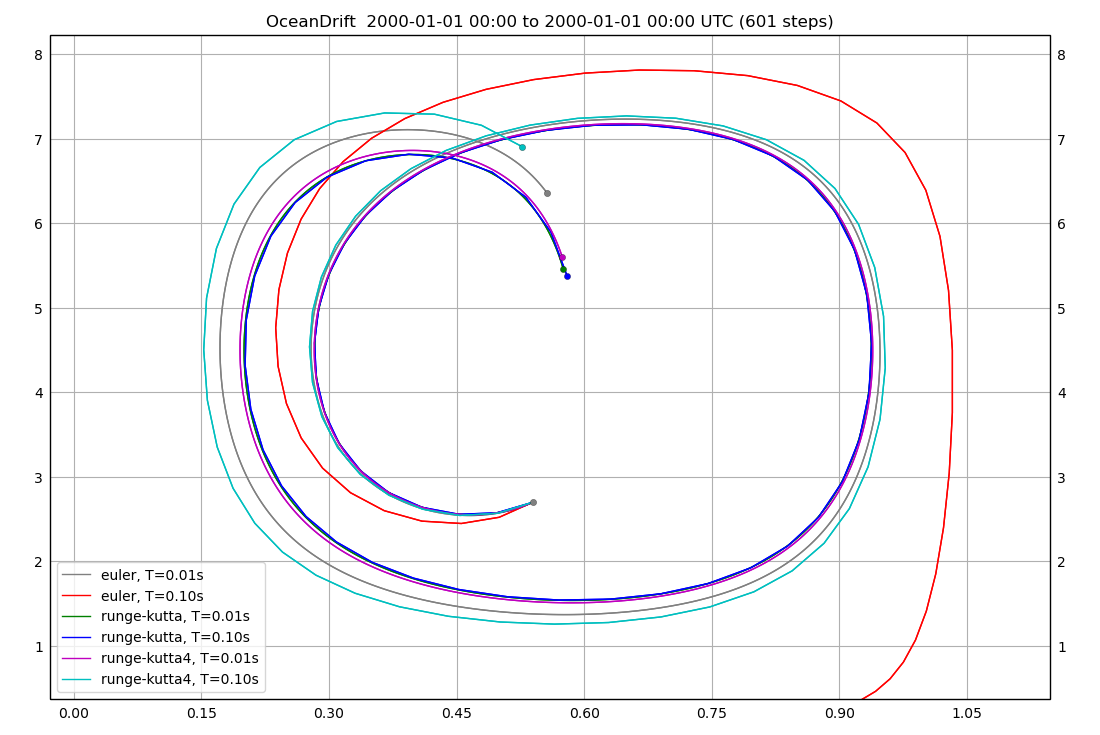 OceanDrift  2000-01-01 00:00 to 2000-01-01 00:00 UTC (601 steps)
8 8
7 7
6 6
5 5
4 4
3 3
2 2
1 1
euler, T=0.01s
euler, T=0.10s
runge-kutta, T=0.01s
runge-kutta, T=0.10s
runge-kutta4, T=0.01s
runge-kutta4, T=0.10s
0.00 0.15 0.30 0.45 0.60 0.75 0.90 1.05